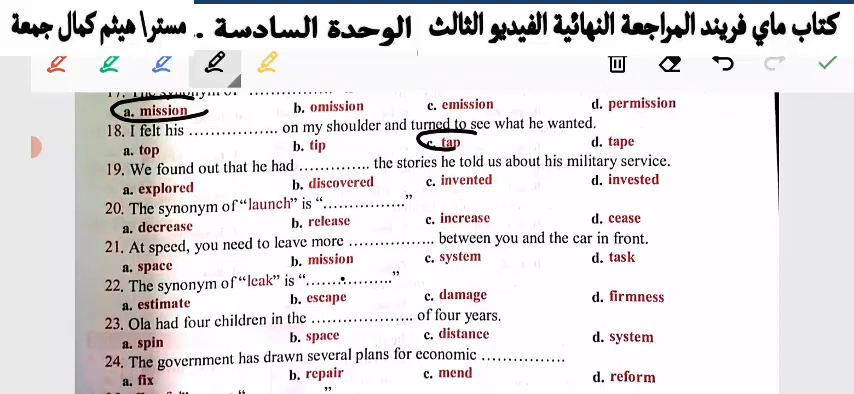 كتاب ماي فريند المراجعة النهائية الفيديو الثالث الوحدة السادسة .. مستر\ هيثم كمال جمعة
17. The synonym of “ .................... ”
a. mission b. omission c. emission d. permission
18. I felt his ................. on my shoulder and turned to see what he wanted.
a. top b. tip c. tap d. tape
19. We found out that he had ............. the stories he told us about his military service.
a. explored b. discovered c. invented d. invested
20. The synonym of “launch” is “................”
a. decrease b. release c. increase d. cease
21. At speed, you need to leave more ................ between you and the car in front.
a. space b. mission c. system d. task
22. The synonym of “leak” is “................”
a. estimate b. escape c. damage d. firmness
23. Ola had four children in the ................... of four years.
a. spin b. space c. distance d. system
24. The government has drawn several plans for economic ................
a. fix b. repair c. mend d. reform